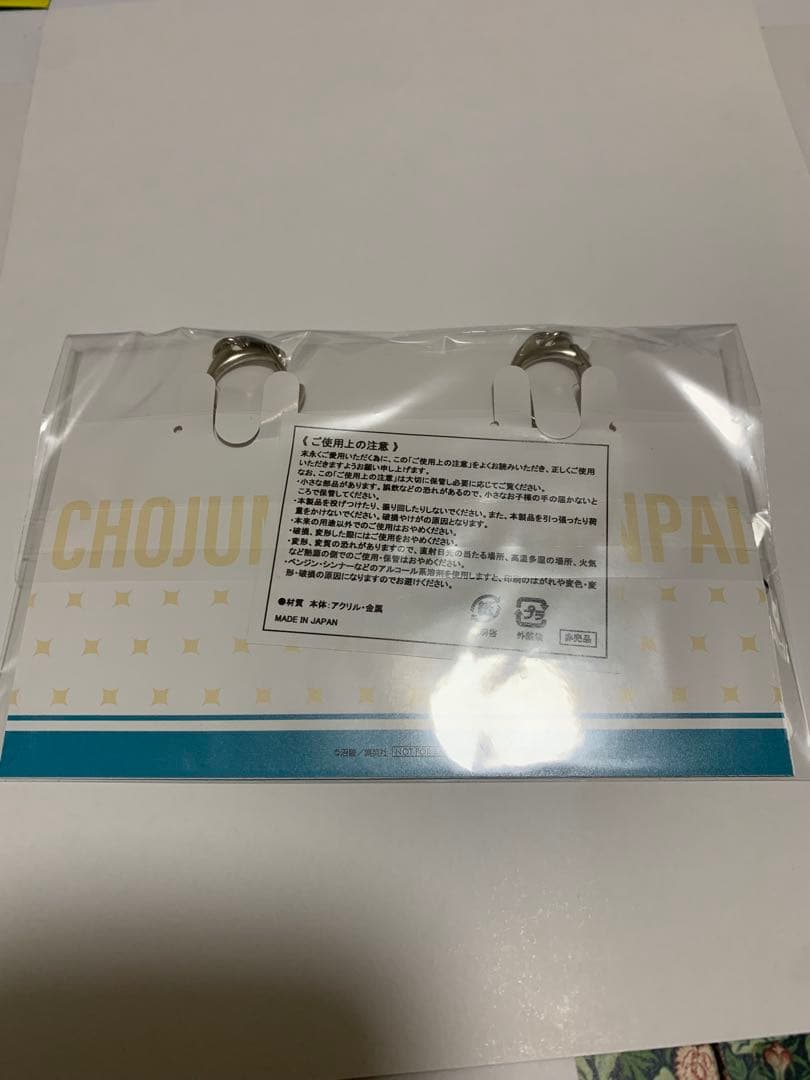 《 ご使用上の注意 》
末永くご愛用いただく為に、この「ご使用上の注意」をよくお読みいただき、正しくご使用
いただきますようお願い申し上げます。
なお、この「ご使用上の注意」は大切に保管し必要に応じてご覧ください。
・小さな部品があります。誤飲などの恐れがあるので、小さなお子様の手の届かないと
ころで保管してください。
・本製品を投げつけたり、振り回したりしないでください。また、本製品を引っ張ったり荷
重をかけないでください。破損やけがの原因となります。
・本来の用途以外でのご使用はおやめください。
・破損、変形した際にはご使用をおやめください。
・変形、変質の恐れがありますので、直射日光の当たる場所、高温多湿の場所、火気
など熱源の側でのご使用・保管はおやめください。
・ベンジン・シンナーなどのアルコール系溶剤を使用しますと、印刷のはがれや変色・変
形・破損の原因になりますのでお避けください。
CHOJUN
NPAI
●材質 本体：アクリル・金属
MADE IN JAPAN
プラ
外装袋
非売品
©沼駿／集英社 NOT FOR